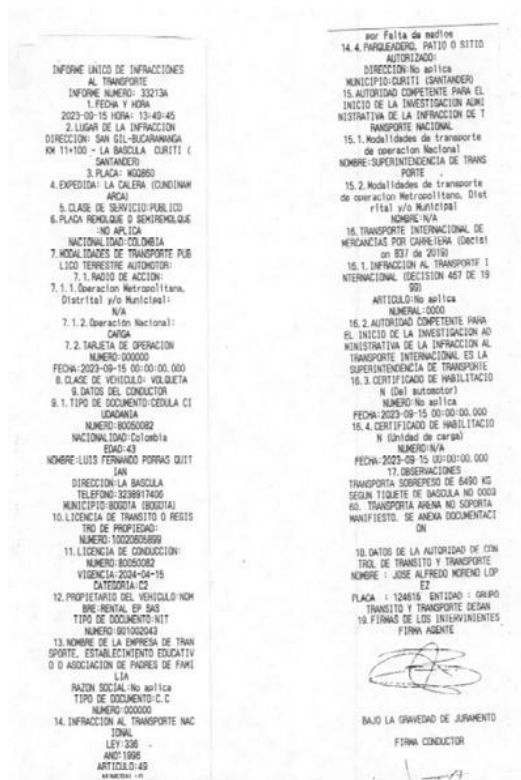 INFORME UNICO DE INFRACCIONES
AL TRANSPORTE
INFORME NUMERO: 33213A
1.FECHA Y HORA
2023-09-15 HORA: 13:49:45
2.LUGAR DE LA INFRACCION
DIRECCION: SAN GIL-BUCARAMANGA
KM 11+100 - LA BASCULA CURITI (
SANTANDER)
3.PLACA: WGQ860
4.EXPEDIDA: LA CALERA (CUNDINAM
ARCA)
5.CLASE DE SERVICIO:PUBLICO
6.PLACA REMOLQUE O SEMIREMOLQUE
:NO APLICA
NACIONALIDAD:COLOMBIA
7.MODALIDADES DE TRANSPORTE PUB
LICO TERRESTRE AUTOMOTOR:
7.1.RADIO DE ACCION:
7.1.1.Operacion Metropolitana,
Distrital y/o Municipal:
N/A
7.1.2.Operación Nacional:
CARGA
7.2.TARJETA DE OPERACION
NUMERO:000000
FECHA:2023-09-15 00:00:00.000
8.CLASE DE VEHICULO: VOLQUETA
9.DATOS DEL CONDUCTOR
9.1.TIPO DE DOCUMENTO:CEDULA CI
UDADANIA
NUMERO:80050082
NACIONALIDAD:Colombia
EDAD:43
NOMBRE:LUIS FERNANDO PORRAS QUIT
IAN
DIRECCION:LA BASCULA
TELEFONO:3238917406
MUNICIPIO:BOGOTA (BOGOTA)
10.LICENCIA DE TRANSITO O REGIS
TRO DE PROPIEDAD:
NUMERO:10020605899
11.LICENCIA DE CONDUCCION:
NUMERO:80050082
VIGENCIA:2024-04-15
CATEGORIA:C2
12.PROPIETARIO DEL VEHICULO:NOM
BRE:RENTAL EP SAS
TIPO DE DOCUMENTO:NIT
NUMERO:901002043
13.NOMBRE DE LA EMPRESA DE TRAN
SPORTE, ESTABLECIMIENTO EDUCATIV
O O ASOCIACION DE PADRES DE FAMI
LIA
RAZON SOCIAL:No aplica
TIPO DE DOCUMENTO:C.C
NUMERO:000000
14.INFRACCION AL TRANSPORTE NAC
IONAL
LEY:336
ANO:1996
ARTICULO:49
por Falta de medios
14.4.PARQUEADERO, PATIO O SITIO
AUTORIZADO:
DIRECCION:No aplica
MUNICIPIO:CURITI (SANTANDER)
15.AUTORIDAD COMPETENTE PARA EL
INICIO DE LA INVESTIGACION ADMI
NISTRATIVA DE LA INFRACCION DE T
RANSPORTE NACIONAL
15.1.Modalidades de transporte
de operacion Nacional
NOMBRE:SUPERINTENDENCIA DE TRANS
PORTE
15.2.Modalidades de transporte
de operacion Metropolitano, Dist
rital y/o Municipal
NOMBRE:N/A
16.TRANSPORTE INTERNACIONAL DE
MERCANCIAS POR CARRETERA (Decisi
on 837 de 2019)
16.1.INFRACCION AL TRANSPORTE I
NTERNACIONAL (DECISION 467 DE 19
99)
ARTICULO:No aplica
NUMERAL:0000
16.2.AUTORIDAD COMPETENTE PARA
EL INICIO DE LA INVESTIGACION AD
MINISTRATIVA DE LA INFRACCION AL
TRANSPORTE INTERNACIONAL ES LA
SUPERINTENDENCIA DE TRANSPORTE
16.3.CERTIFICADO DE HABILITACIO
N (Del automotor)
NUMERO:No aplica
FECHA:2023-09-15 00:00:00.000
16.4.CERTIFICADO DE HABILITACIO
N (Unidad de carga)
NUMERO:N/A
FECHA:2023-09-15 00:00:00.000
17.OBSERVACIONES
TRANSPORTA SOBREPESO DE 6490 KG
SEGUN TIQUETE DE BASCULA NO 0003
60. TRANSPORTA ARENA NO SOPORTA
MANIFIESTO. SE ANEXA DOCUMENTACI
ON
18.DATOS DE LA AUTORIDAD DE CON
TROL DE TRANSITO Y TRANSPORTE
NOMBRE : JOSE ALFREDO MORENO LOP
EZ
PLACA : 124616 ENTIDAD : GRUPO
TRANSITO Y TRANSPORTE DESAN
19.FIRMAS DE LOS INTERVINIENTES
FIRMA AGENTE
BAJO LA GRAVEDAD DE JURAMENTO
FIRMA CONDUCTOR